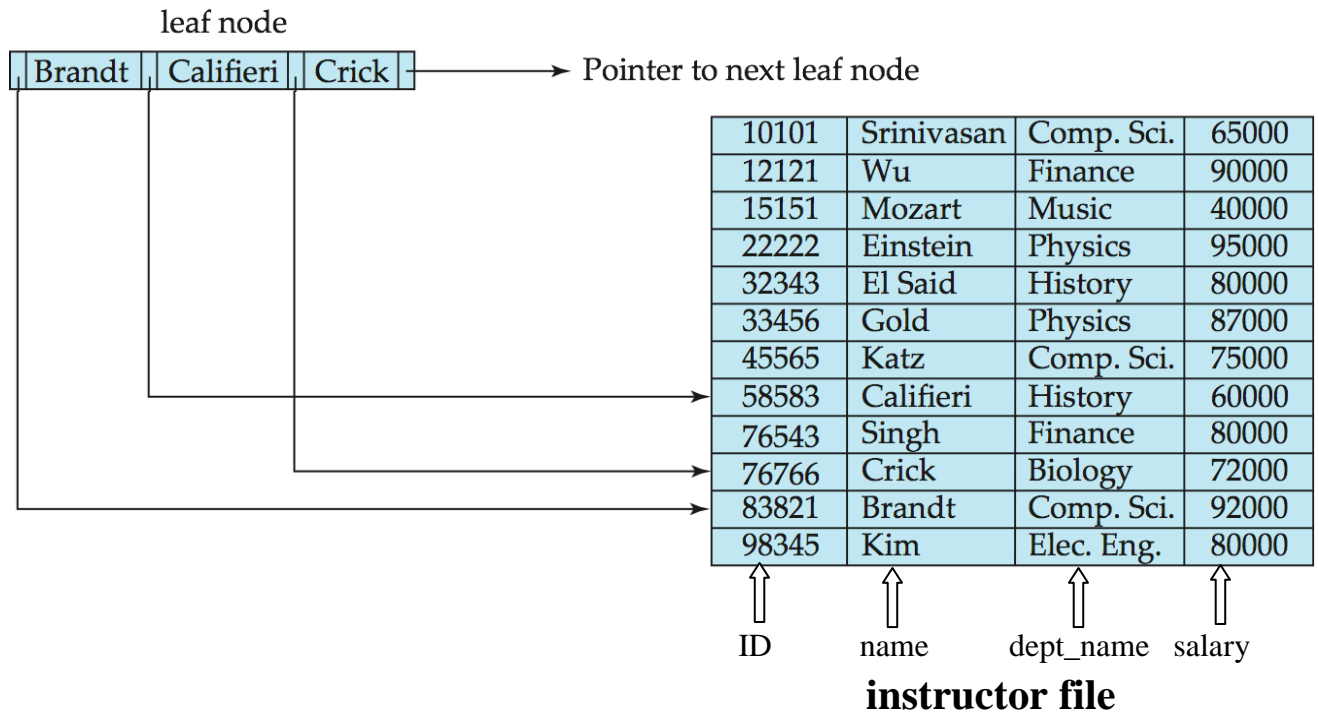 leaf node
Brandt Califieri Crick
Pointer to next leaf node
10101 Srinivasan Comp. Sci. 65000
12121 Wu Finance 90000
15151 Mozart Music 40000
22222 Einstein Physics 95000
32343 El Said History 80000
33456 Gold Physics 87000
45565 Katz Comp. Sci. 75000
58583 Califieri History 60000
76543 Singh Finance 80000
76766 Crick Biology 72000
83821 Brandt Comp. Sci. 92000
98345 Kim Elec. Eng. 80000
ID name dept_name salary
instructor file